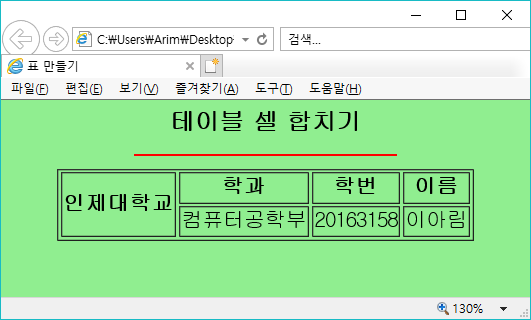 C:₩Users₩Arim₩Desktop
검색...
표 만들기
파일(F) 편집(E) 보기(V) 즐겨찾기(A) 도구(T) 도움말(H)
테이블 셀 합치기
인제대학교 학과 학번 이름
컴퓨터공학부 20163158 이아림
130%